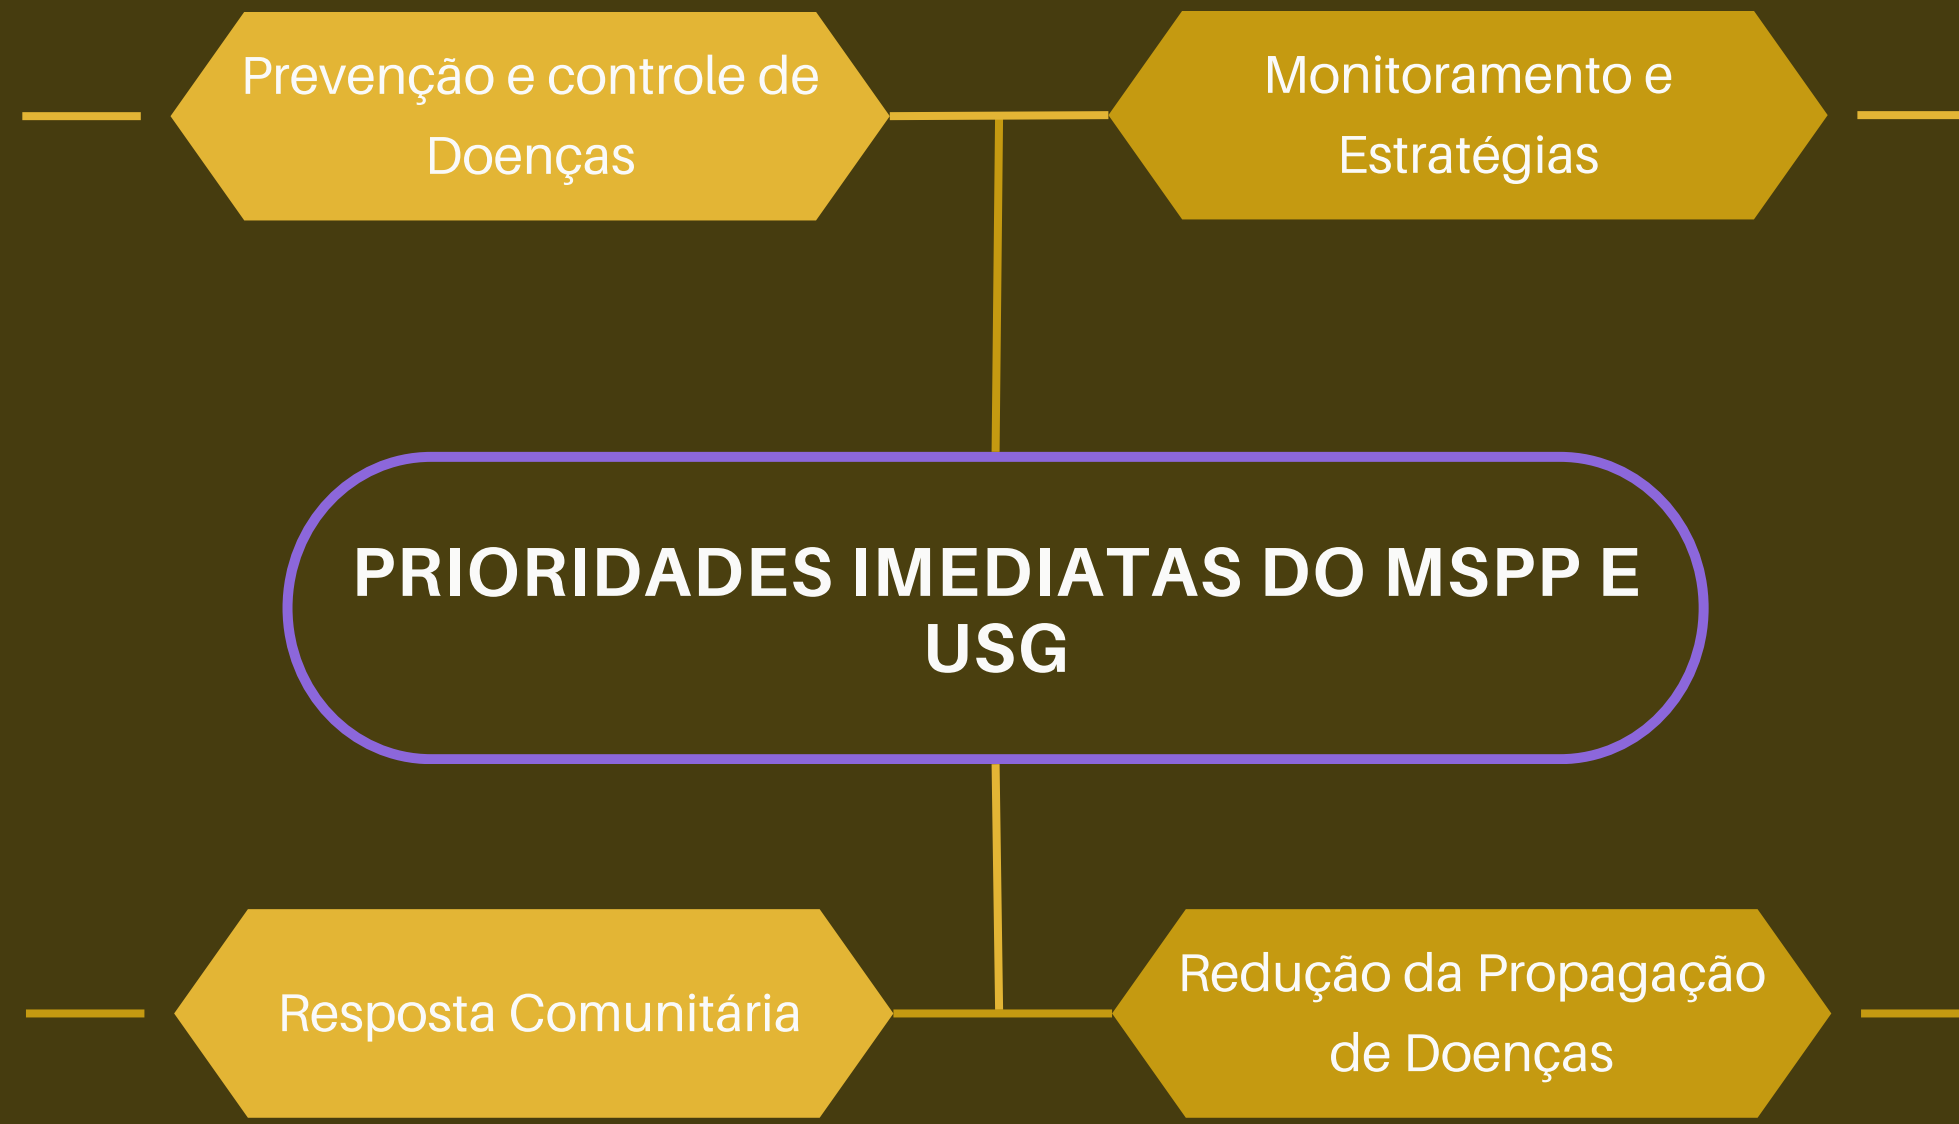 Prevenção e controle de
Doenças
Monitoramento e
Estratégias
PRIORIDADES IMEDIATAS DO MSPP E
USG
Resposta Comunitária
Redução da Propagação
de Doenças